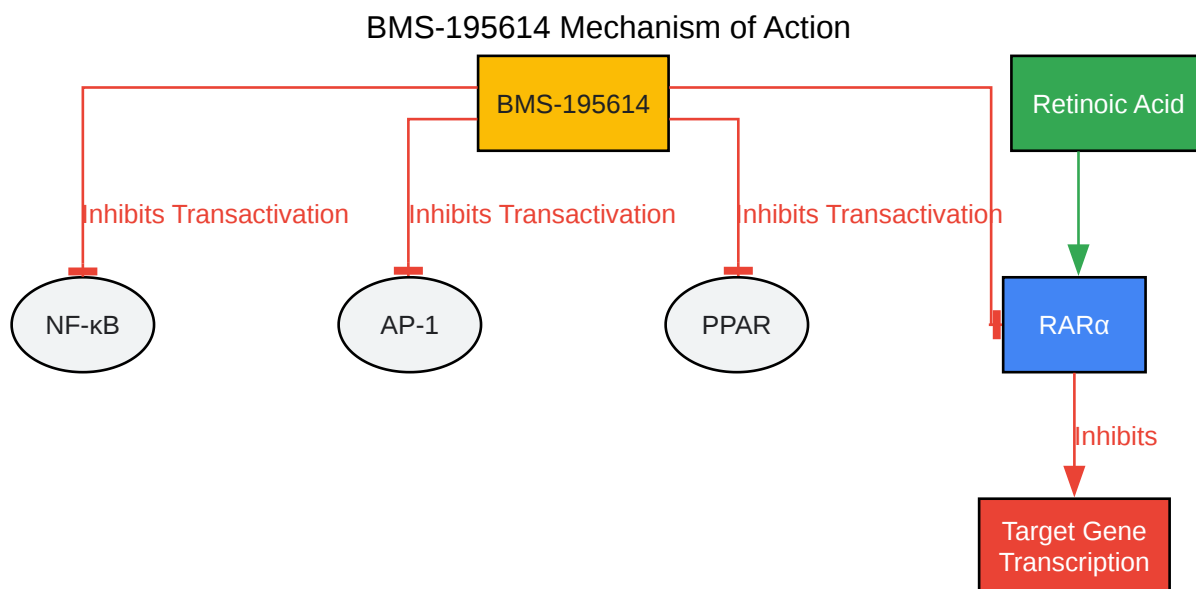 BMS-195614 Mechanism of Action
BMS-195614
Retinoic Acid
Inhibits Transactivation
Inhibits Transactivation
Inhibits Transactivation
NF-κB
AP-1
PPAR
RARα
Inhibits
Target Gene
Transcription